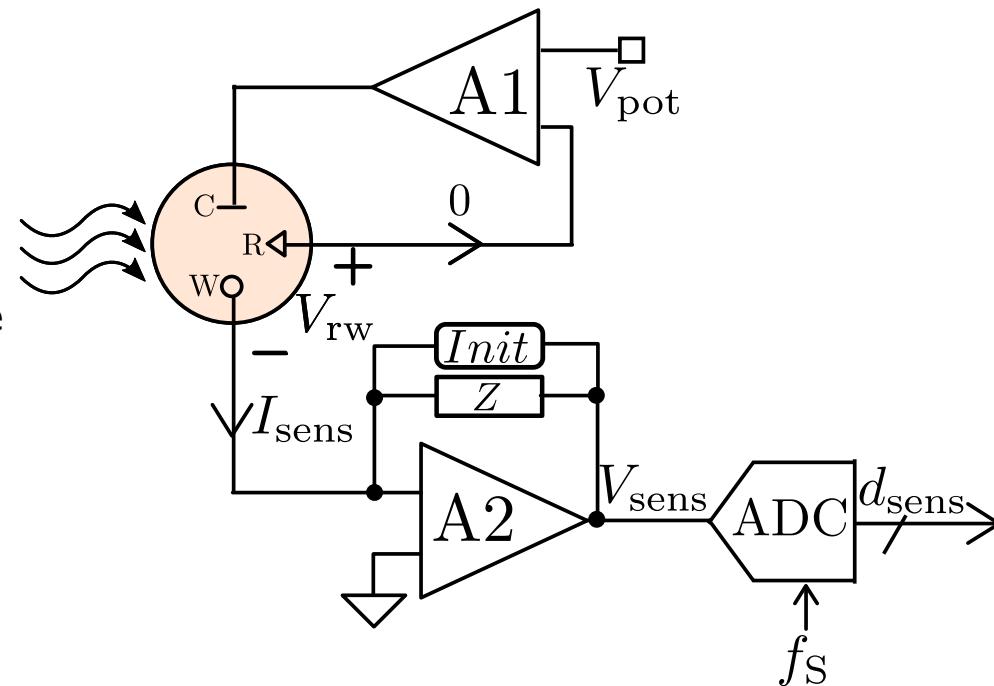 A1
V_pot
C
0
R
+
W
e
V_rw
−
Init
Z
I_sens
V_sens
d_sens
A2
ADC
f_S